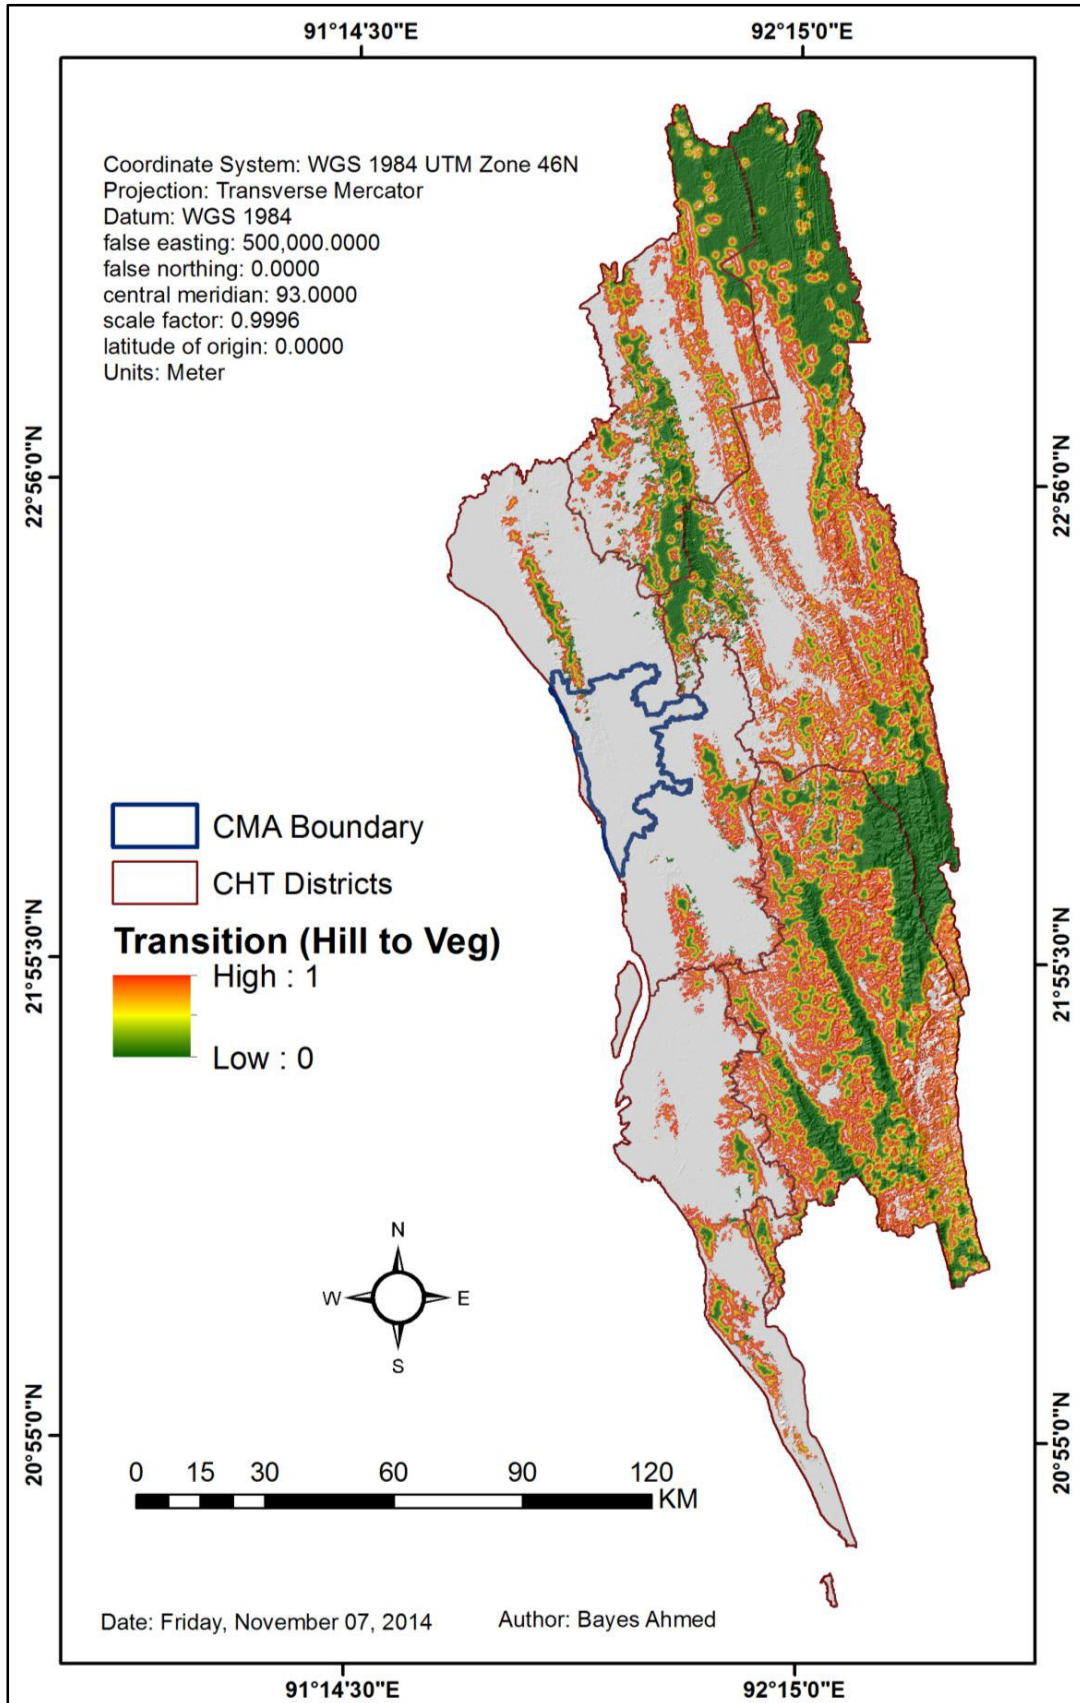 91°14'30"E
92°15'0"E
Coordinate System: WGS 1984 UTM Zone 46N
Projection: Transverse Mercator
Datum: WGS 1984
false easting: 500,000.0000
false northing: 0.0000
central meridian: 93.0000
scale factor: 0.9996
latitude of origin: 0.0000
Units: Meter
22°56'0"N
22°56'0"N
CMA Boundary
CHT Districts
Transition (Hill to Veg)
High : 1
Low : 0
21°55'30"N
21°55'30"N
N
W
E
S
20°55'0"N
20°55'0"N
0 15 30 60 90 120
KM
Date: Friday, November 07, 2014
Author: Bayes Ahmed
91°14'30"E
92°15'0"E